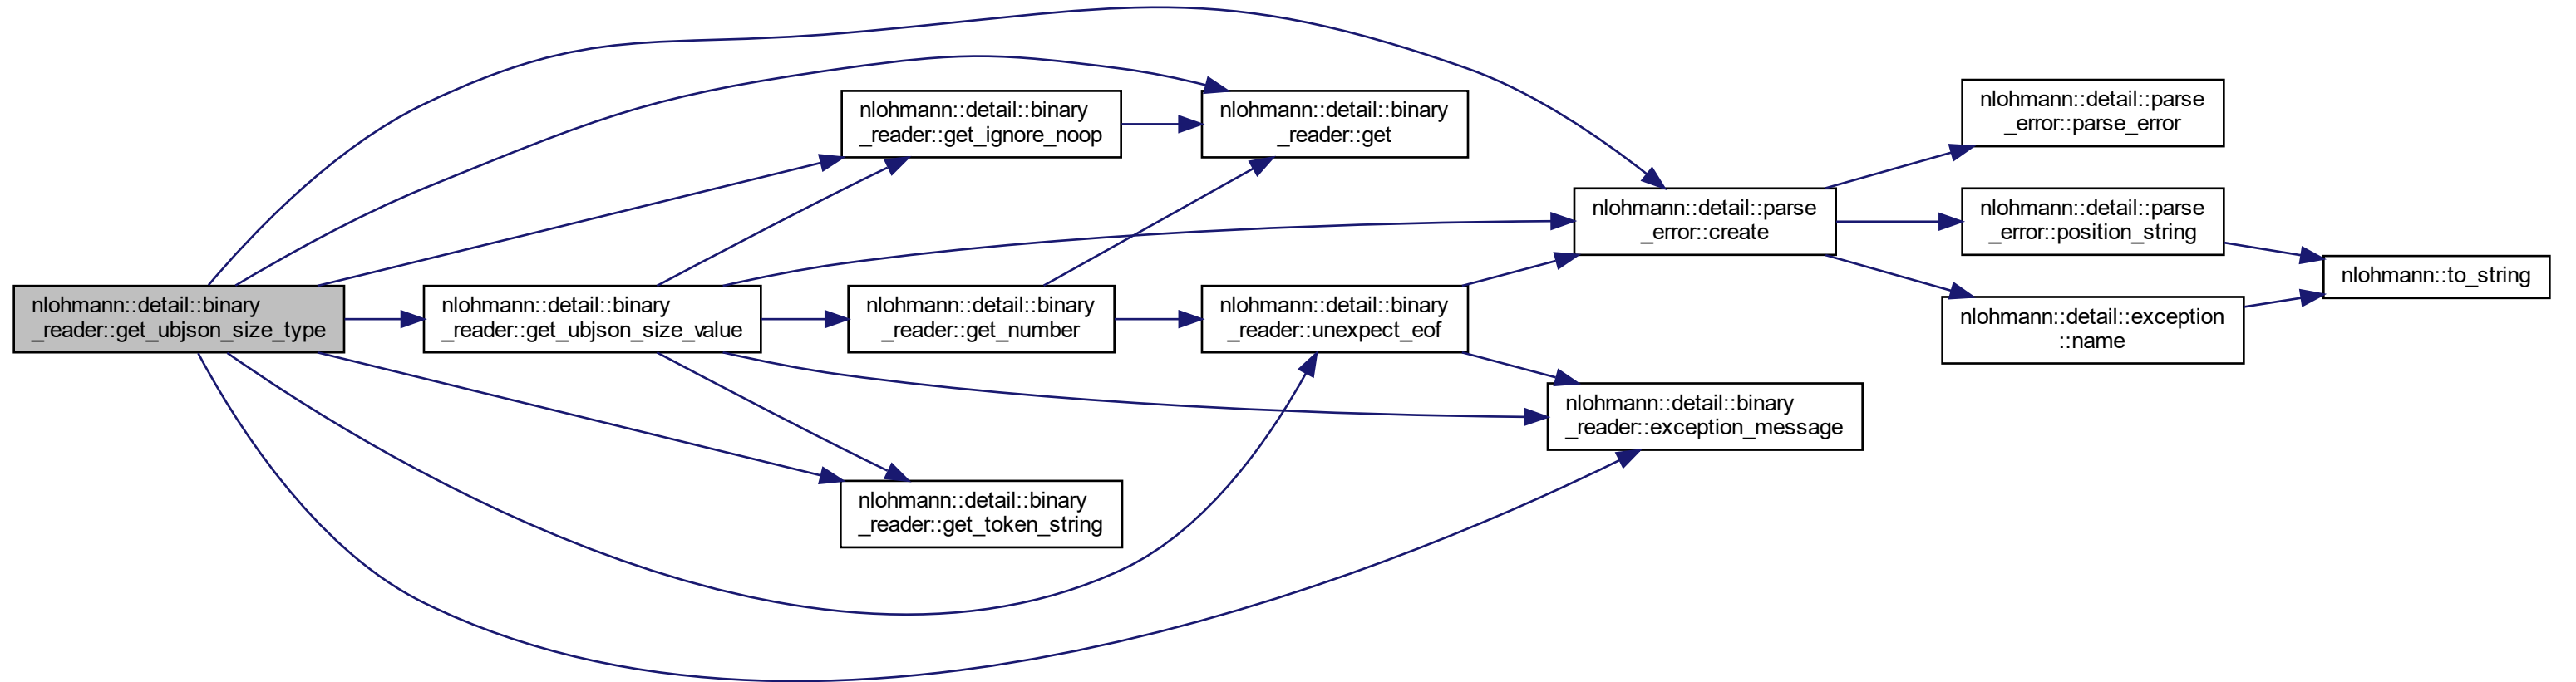 nlohmann::detail::binary
_reader::get_ubjson_size_type
nlohmann::detail::binary
_reader::get_ubjson_size_value
nlohmann::detail::binary
_reader::get_ignore_noop
nlohmann::detail::binary
_reader::get_number
nlohmann::detail::binary
_reader::get_token_string
nlohmann::detail::binary
_reader::get
nlohmann::detail::binary
_reader::unexpect_eof
nlohmann::detail::parse
_error::create
nlohmann::detail::binary
_reader::exception_message
nlohmann::detail::parse
_error::parse_error
nlohmann::detail::parse
_error::position_string
nlohmann::detail::exception
::name
nlohmann::to_string